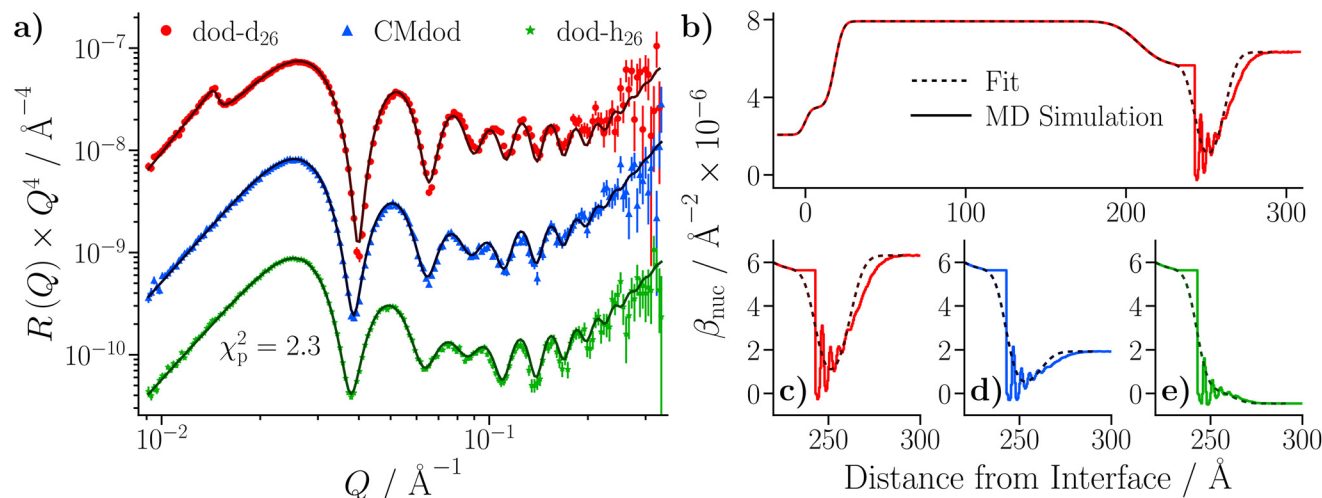 a)
dod-d₂₆ CMdod dod-h₂₆
10⁻⁷
10⁻⁸
10⁻⁹
10⁻¹⁰
R(Q) × Q⁴ / Å⁻⁴
χ²ₚ = 2.3
10⁻² 10⁻¹
Q / Å⁻¹
b)
8
4
0
Fit
MD Simulation
0 100 200 300
β_nuc / Å⁻² × 10⁻⁶
6
4
2
0
c)
250 300
6
4
2
0
d)
250 300
6
4
2
0
e)
250 300
Distance from Interface / Å